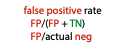 false positive rate
FP/(FP + TN)
FP/actual neg